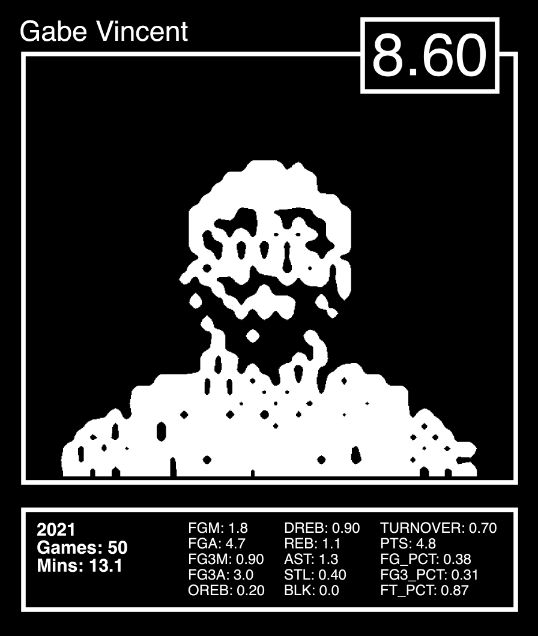 Gabe Vincent
8.60
2021
Games: 50
Mins: 13.1
FGM: 1.8
FGA: 4.7
FG3M: 0.90
FG3A: 3.0
OREB: 0.20
DREB: 0.90
REB: 1.1
AST: 1.3
STL: 0.40
BLK: 0.0
TURNOVER: 0.70
PTS: 4.8
FG_PCT: 0.38
FG3_PCT: 0.31
FT_PCT: 0.87